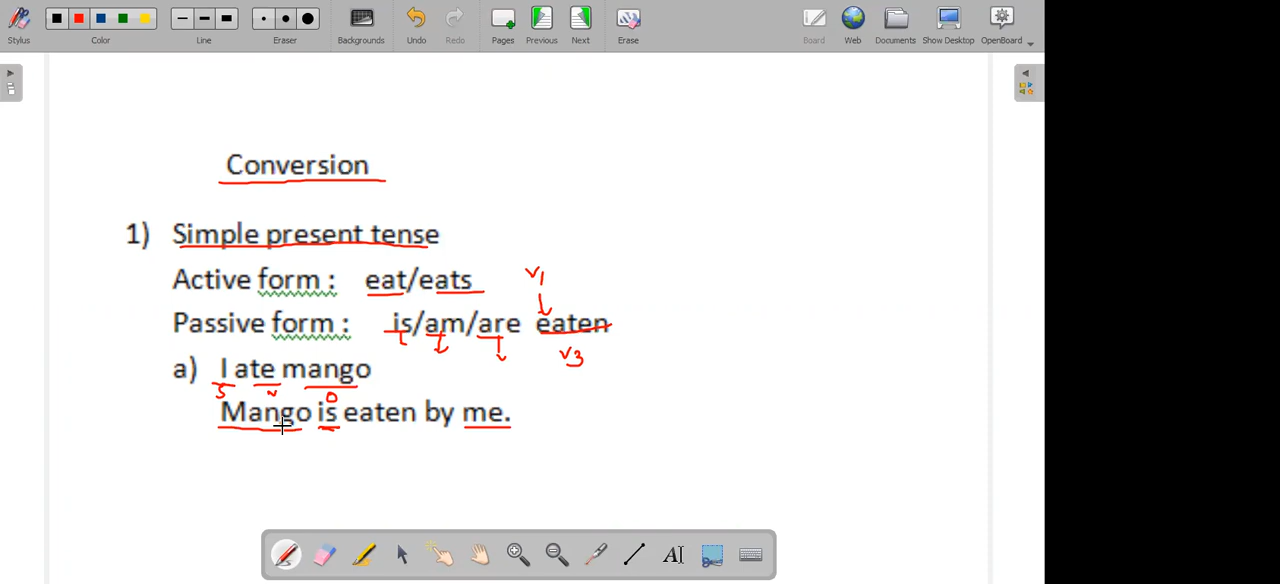 Stylus
Color
Line
Eraser
Backgrounds
Undo
Redo
Pages
Previous
Next
Erase
Board
Web
Documents
Show Desktop
OpenBoard
Conversion
1) Simple present tense
Active form : eat/eats
V1
Passive form : is/am/are eaten
V3
a) I ate mango
S v O
Mango is eaten by me.
AI